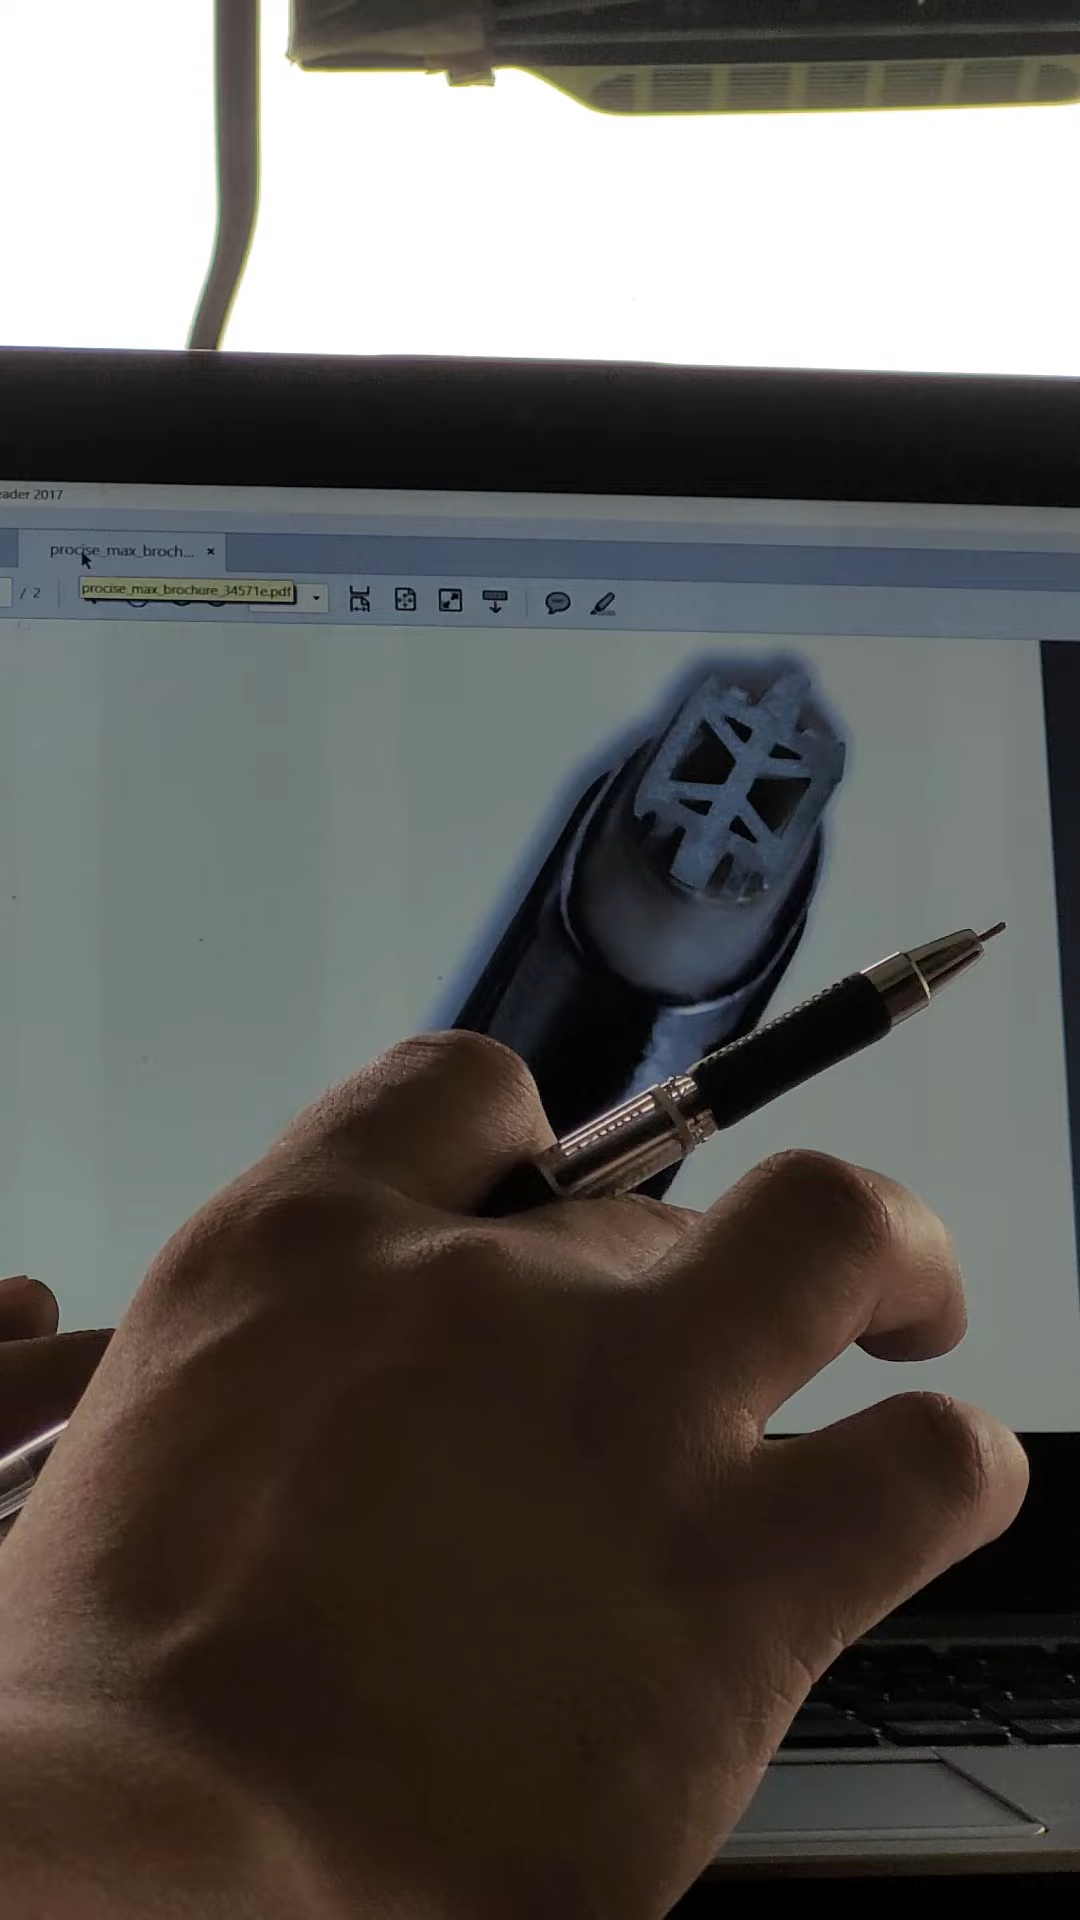 eader 2017
procise_max_broch... ×
/ 2
procise_max_brochure_34571e.pdf